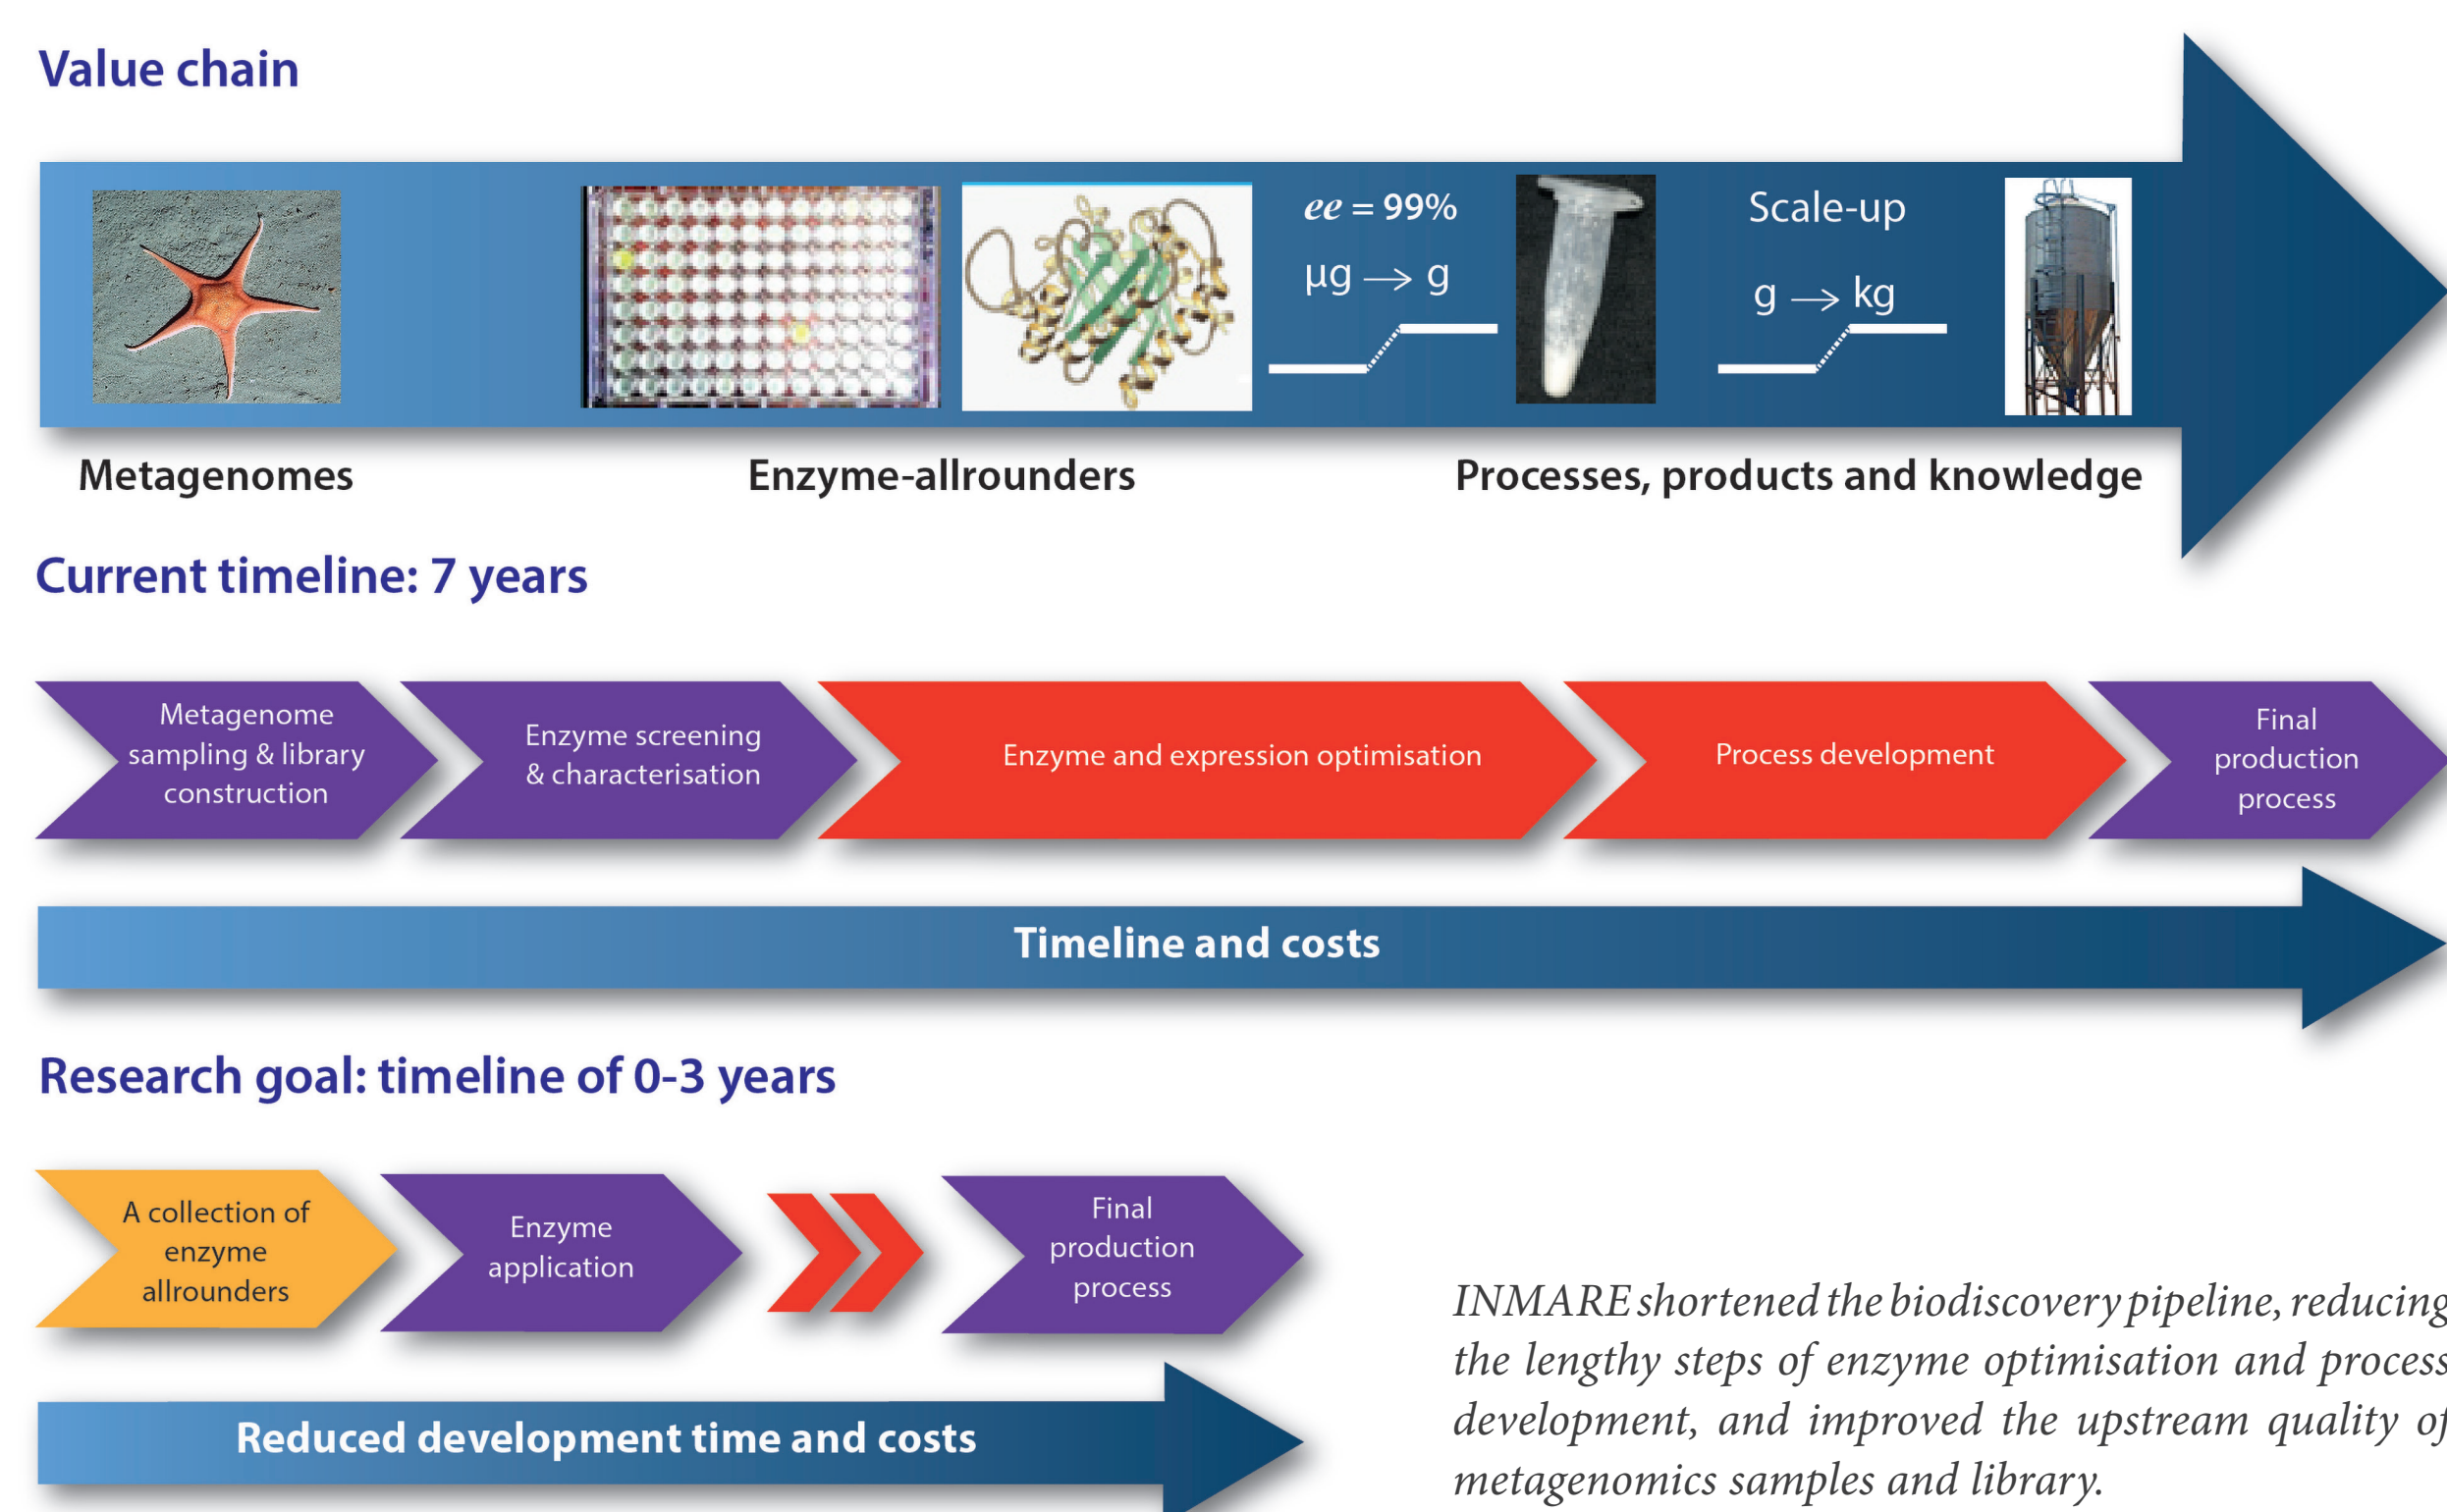 Value chain
ee = 99%
µg → g
Scale-up
g → kg
Metagenomes
Enzyme-allrounders
Processes, products and knowledge
Current timeline: 7 years
Metagenome
sampling & library
construction
Enzyme screening
& characterisation
Enzyme and expression optimisation
Process development
Final
production
process
Timeline and costs
Research goal: timeline of 0-3 years
A collection of
enzyme
allrounders
Enzyme
application
Final
production
process
Reduced development time and costs
INMARE shortened the biodiscovery pipeline, reducing
the lengthy steps of enzyme optimisation and process
development, and improved the upstream quality of
metagenomics samples and library.